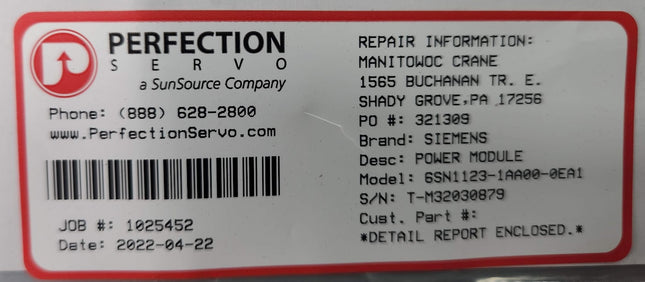 PERFECTION
SERVO
a SunSource Company
Phone: (888) 628-2800
www.PerfectionServo.com
JOB #: 1025452
Date: 2022-04-22
REPAIR INFORMATION:
MANITOWOC CRANE
1565 BUCHANAN TR. E.
SHADY GROVE,PA 17256
PO #: 321309
Brand: SIEMENS
Desc: POWER MODULE
Model: 6SN1123-1AA00-0EA1
S/N: T-M32030879
Cust. Part #:
*DETAIL REPORT ENCLOSED.*